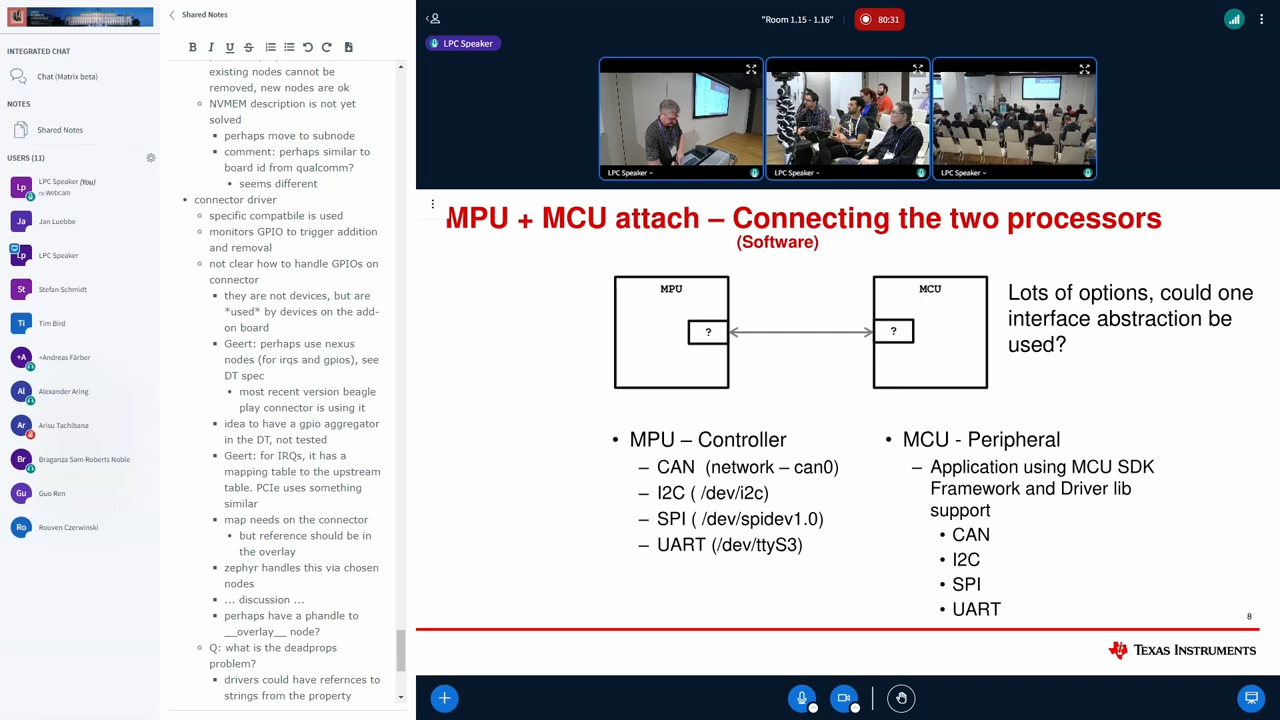 INTEGRATED CHAT
Chat (Matrix beta)
NOTES
Shared Notes
USERS (11)
Lp
LPC Speaker (You)
Webcam
Ja
Jan Luebbe
Lp
LPC Speaker
St
Stefan Schmidt
Ti
Tim Bird
+A
+Andreas Färber
Al
Alexander Aring
Ar
Arisu Tachibana
Br
Braganza Sam Roberts Noble
Gu
Guo Ren
Ro
Rouven Czerwinski
Shared Notes
B I U S
existing nodes cannot be
removed, new nodes are ok
NVMEM description is not yet
solved
perhaps move to subnode
comment: perhaps similar to
board id from qualcomm?
seems different
connector driver
specific compatbile is used
monitors GPIO to trigger addition
and removal
not clear how to handle GPIOs on
connector
they are not devices, but are
*used* by devices on the add-
on board
Geert: perhaps use nexus
nodes (for irqs and gpios), see
DT spec
most recent version beagle
play connector is using it
idea to have a gpio aggregator
in the DT, not tested
Geert: for IRQs, it has a
mapping table to the upstream
table. PCIe uses something
similar
map needs on the connector
but reference should be in
the overlay
zephyr handles this via chosen
nodes
... discussion ...
perhaps have a phandle to
__overlay__ node?
Q: what is the deadprops
problem?
drivers could have refernces to
strings from the property
"Room 1.15 - 1.16"
80:31
LPC Speaker
LPC Speaker
LPC Speaker
LPC Speaker
MPU + MCU attach – Connecting the two processors
(Software)
MPU
?
MCU
?
Lots of options, could one
interface abstraction be
used?
• MPU – Controller
– CAN (network – can0)
– I2C ( /dev/i2c)
– SPI ( /dev/spidev1.0)
– UART (/dev/ttyS3)
• MCU - Peripheral
– Application using MCU SDK
Framework and Driver lib
support
• CAN
• I2C
• SPI
• UART
8
TEXAS INSTRUMENTS